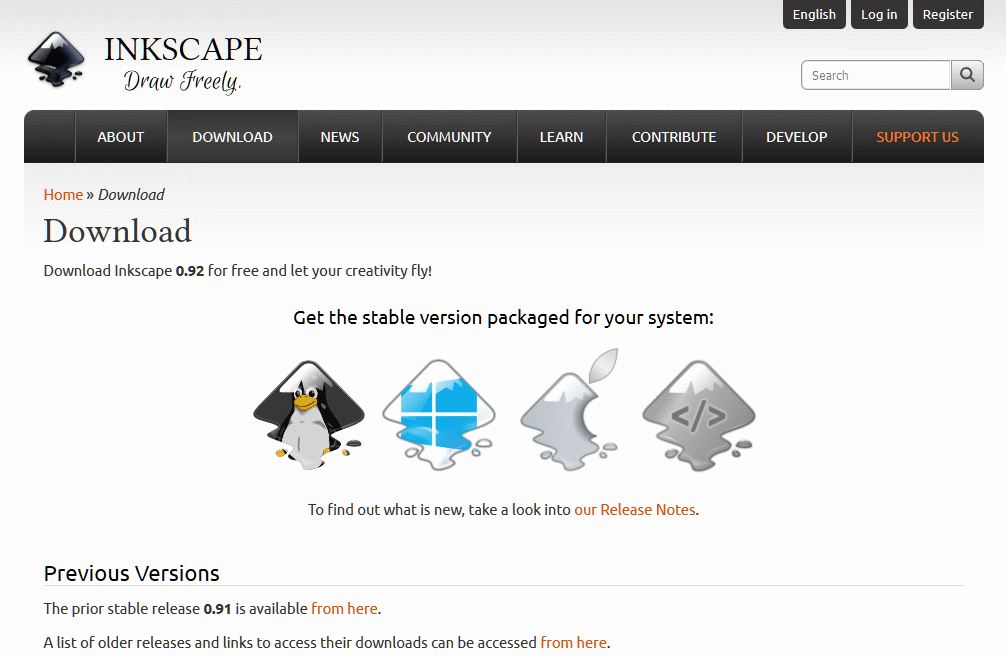 English Log in Register
INKSCAPE
Draw Freely.
Search
ABOUT DOWNLOAD NEWS COMMUNITY LEARN CONTRIBUTE DEVELOP SUPPORT US
Home » Download
Download
Download Inkscape 0.92 for free and let your creativity fly!
Get the stable version packaged for your system:
</>
To find out what is new, take a look into our Release Notes.
Previous Versions
The prior stable release 0.91 is available from here.
A list of older releases and links to access their downloads can be accessed from here.